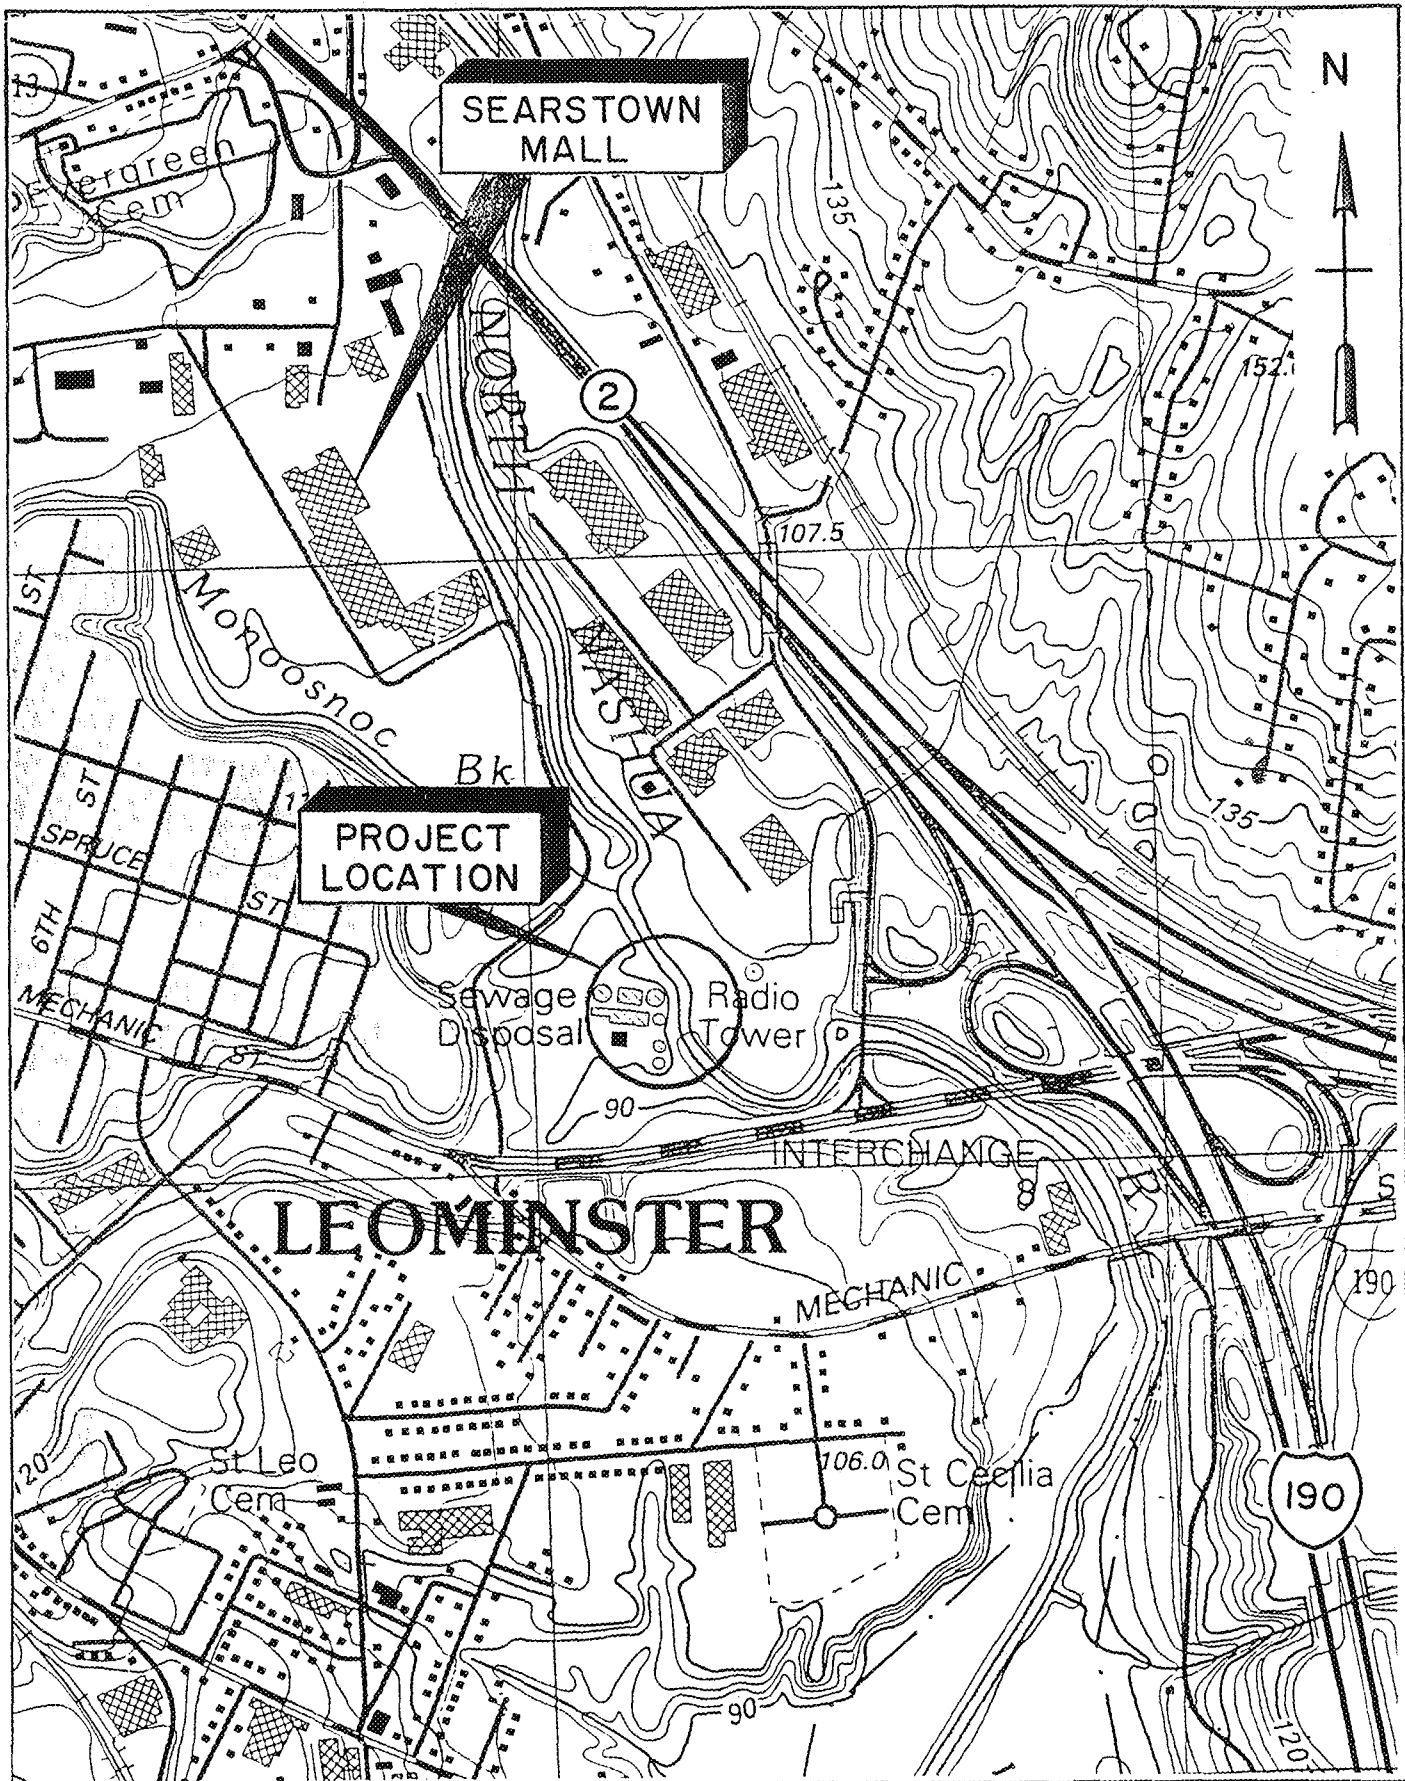 N
13
SEARSTOWN
MALL
Evergreen
Cem
135
NORTH
2
152.
107.5
ST
Monoosnoc
Bk
NASHUA
ST
PROJECT
LOCATION
SPRUCE
ST
135
6TH
Sewage
Disposal
Radio
Tower
MECHANIC
ST
90
INTERCHANGE
R
S
LEOMINSTER
MECHANIC
190
St Leo
Cem
20
106.0
St Cecilia
Cem
190
90
120